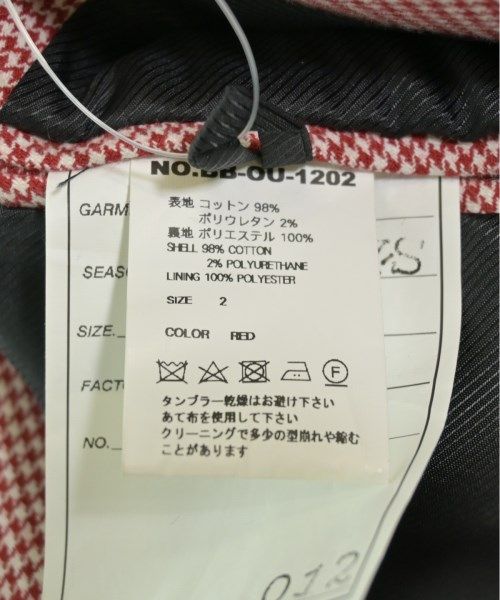 NO.BB-OU-1202
表地 コットン 98%
ポリウレタン 2%
裏地 ポリエステル 100%
SHELL 98% COTTON
2% POLYURETHANE
LINING 100% POLYESTER
SIZE 2
COLOR RED
F
タンブラー乾燥はお避け下さい
あて布を使用して下さい
クリーニングで多少の型崩れや縮む
ことがあります
GARM
SEAS
SIZE.
FACT
NO.
012